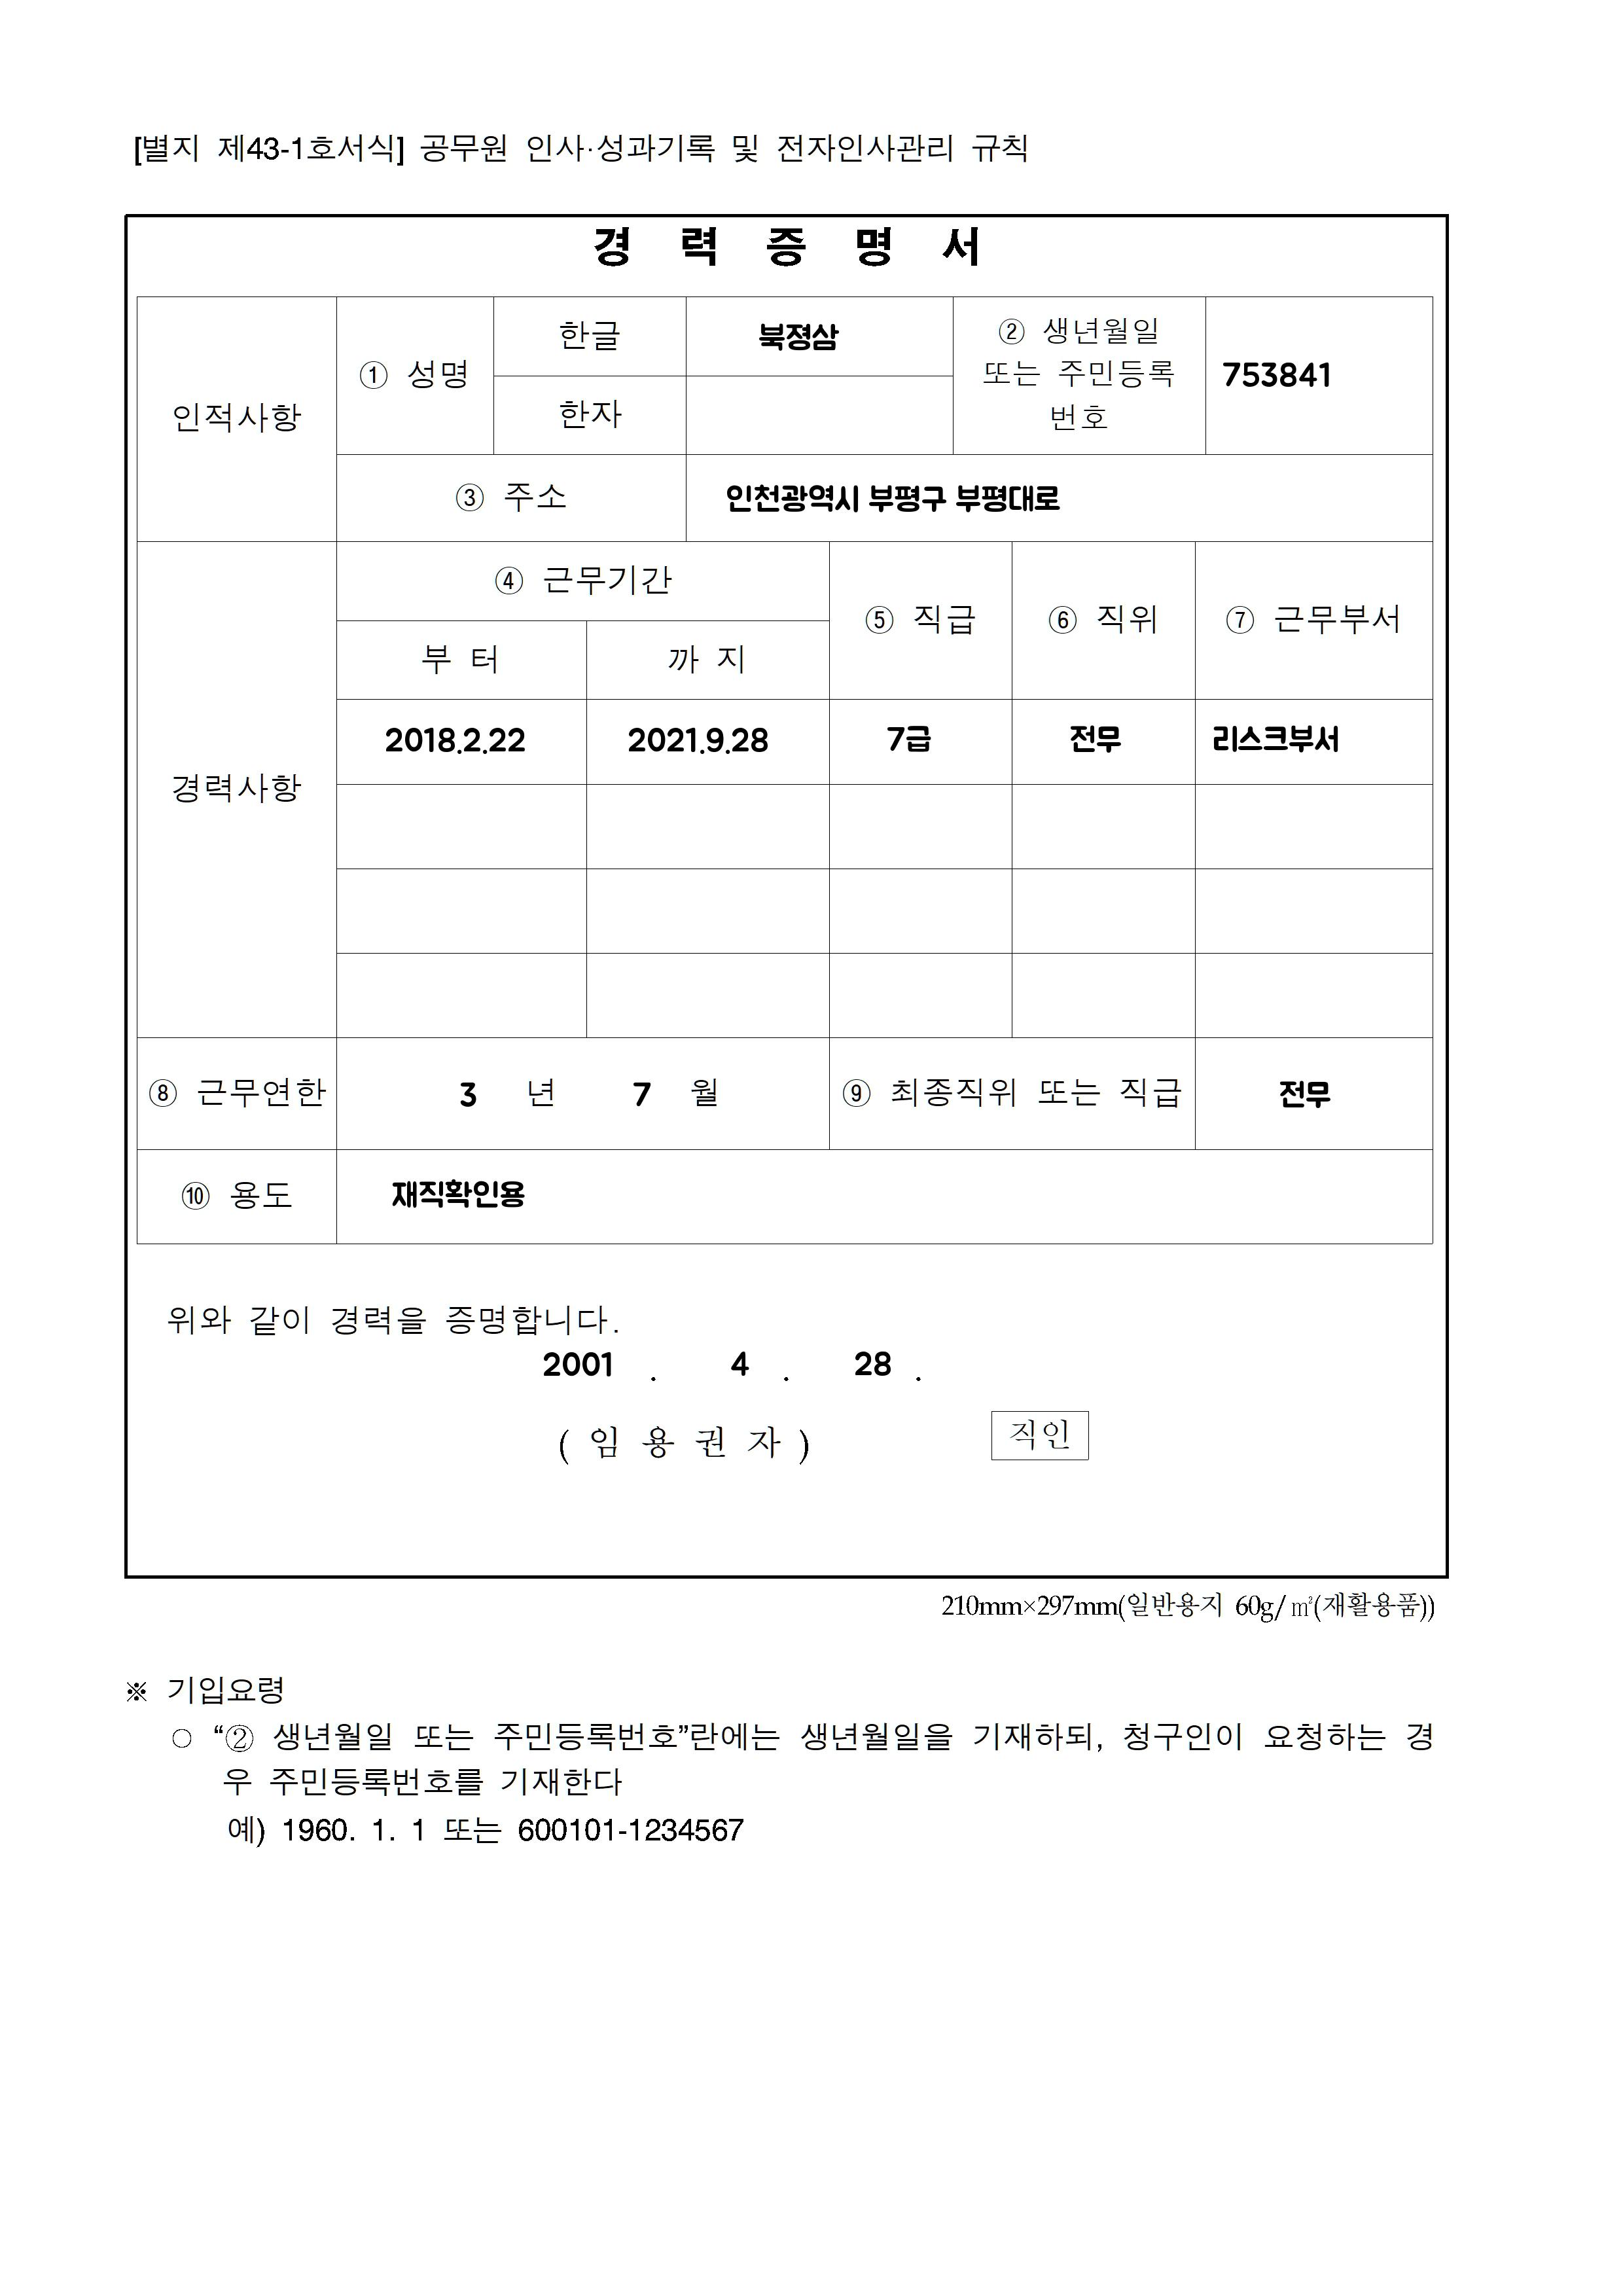 [별지 제43-1호서식] 공무원 인사·성과기록 및 전자인사관리 규칙
경 력 증 명 서
인적사항
① 성명
한글
북정삼
② 생년월일
또는 주민등록
번호
753841
한자
③ 주소
인천광역시 부평구 부평대로
경력사항
④ 근무기간
⑤ 직급
⑥ 직위
⑦ 근무부서
부 터
까 지
2018.2.22
2021.9.28
7급
전무
리스크부서
⑧ 근무연한
3 년 7 월
⑨ 최종직위 또는 직급
전무
⑩ 용도
재직확인용
위와 같이 경력을 증명합니다.
2001 . 4 . 28 .
( 임 용 권 자 )
직인
210mm×297mm(일반용지 60g/㎡(재활용품))
※ 기입요령
○ “② 생년월일 또는 주민등록번호”란에는 생년월일을 기재하되, 청구인이 요청하는 경
우 주민등록번호를 기재한다
예) 1960. 1. 1 또는 600101-1234567